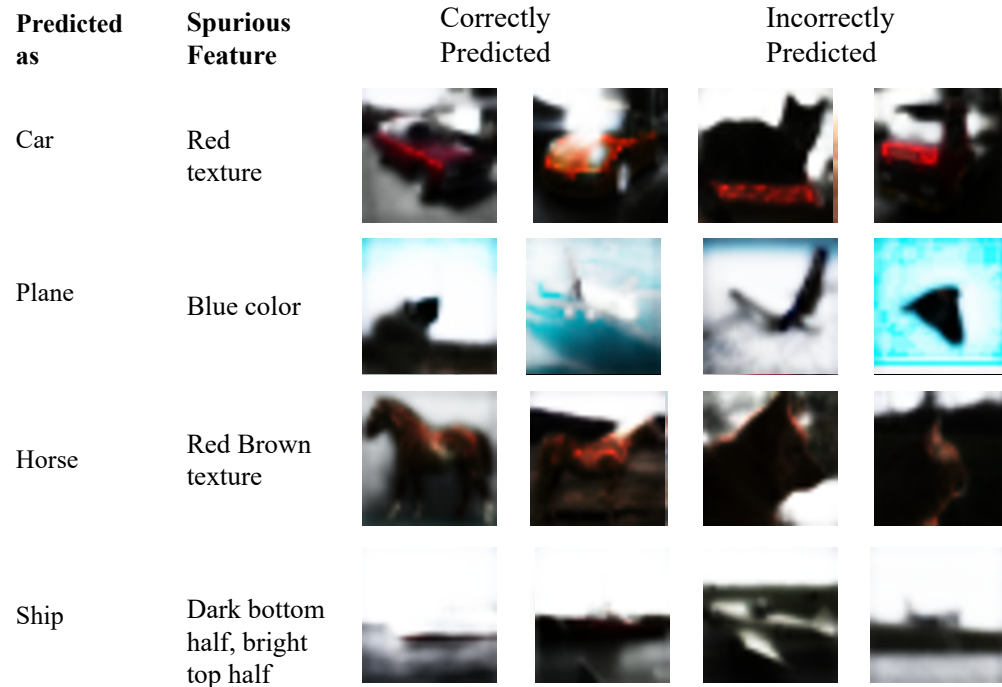 Predicted
as
Spurious
Feature
Correctly
Predicted
Incorrectly
Predicted
Car
Red
texture
Plane
Blue color
Horse
Red Brown
texture
Ship
Dark bottom
half, bright
top half